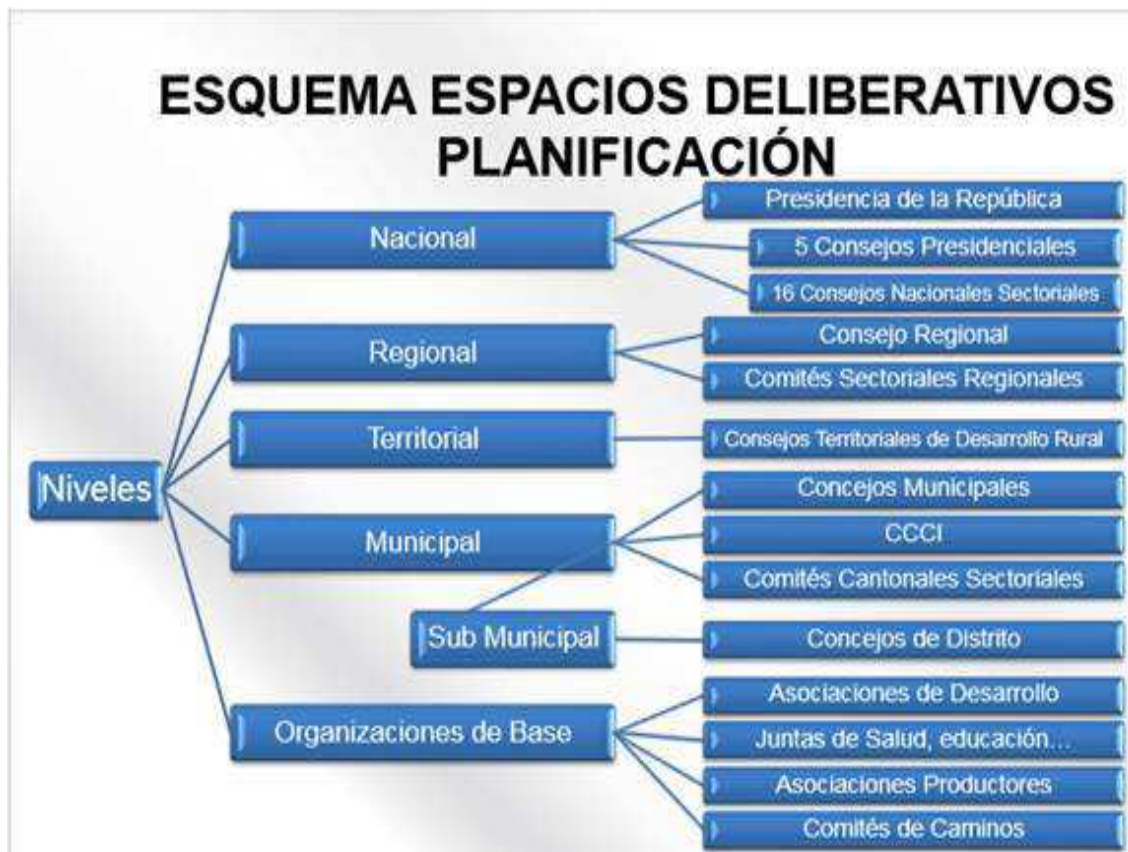 ESQUEMA ESPACIOS DELIBERATIVOS
PLANIFICACIÓN
Niveles
Nacional
Presidencia de la República
5 Consejos Presidenciales
16 Consejos Nacionales Sectoriales
Regional
Consejo Regional
Comités Sectoriales Regionales
Territorial
Consejos Territoriales de Desarrollo Rural
Municipal
Concejos Municipales
CCCI
Comités Cantonales Sectoriales
Sub Municipal
Concejos de Distrito
Organizaciones de Base
Asociaciones de Desarrollo
Juntas de Salud, educación...
Asociaciones Productores
Comités de Caminos